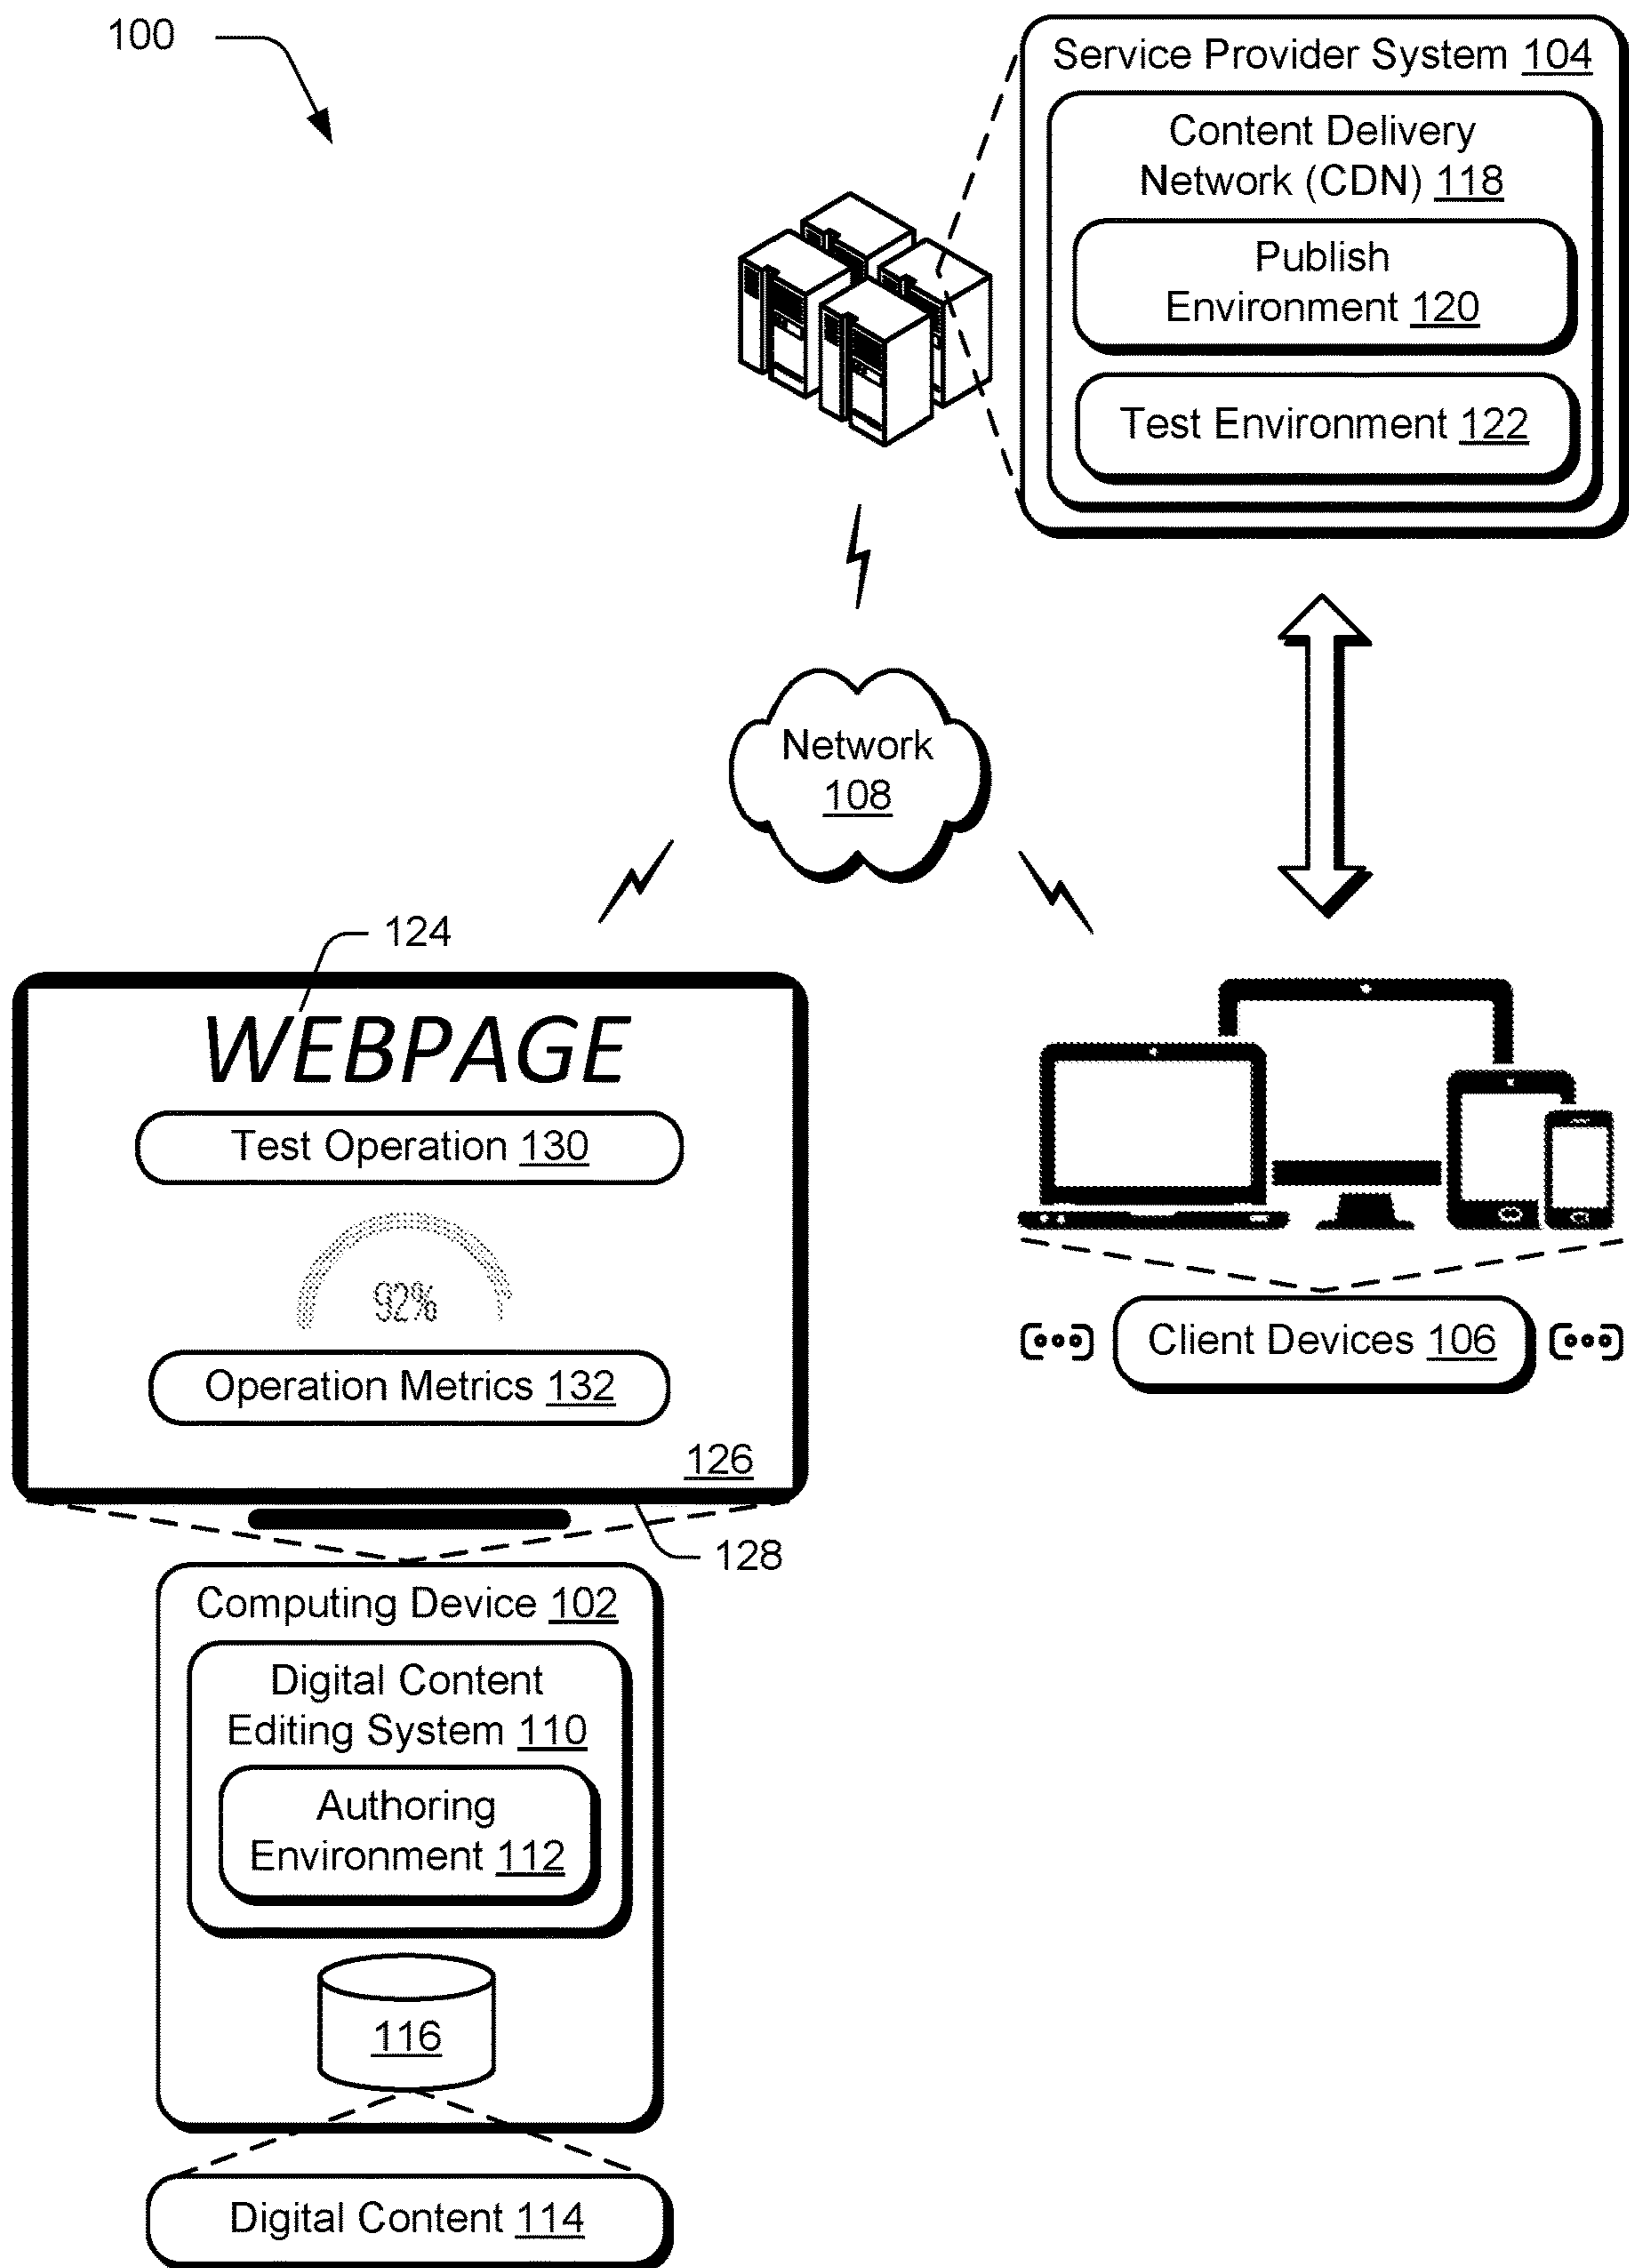 100
Service Provider System 104
Content Delivery
Network (CDN) 118
Publish
Environment 120
Test Environment 122
Network
108
124
WEBPAGE
Test Operation 130
92%
Operation Metrics 132
126
128
Client Devices 106
Computing Device 102
Digital Content
Editing System 110
Authoring
Environment 112
116
Digital Content 114